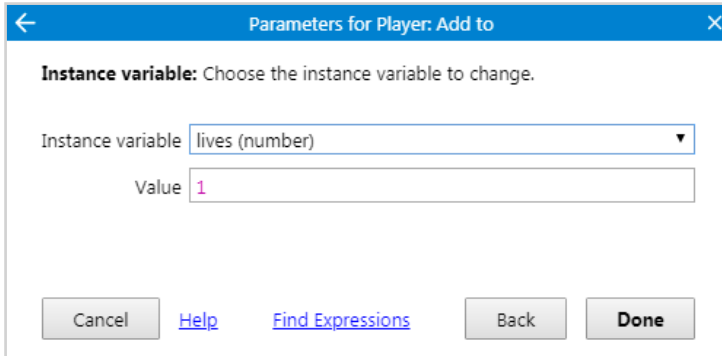 Parameters for Player: Add to
Instance variable: Choose the instance variable to change.
Instance variable lives (number)
Value 1
Cancel Help Find Expressions Back Done